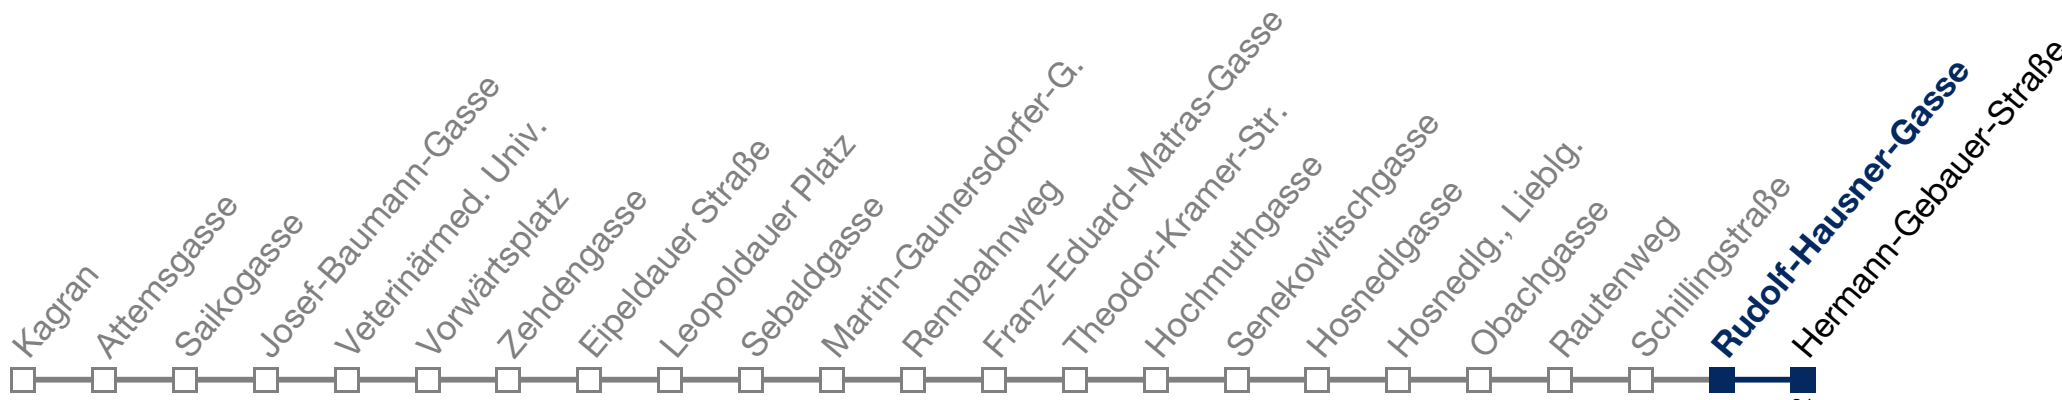 Kagran
Attemsgasse
Saikogasse
Josef-Baumann-Gasse
Veterinärmed. Univ.
Vorwärtsplatz
Zehdengasse
Eipeldauer Straße
Leopoldauer Platz
Sebaldgasse
Martin-Gaunersdorfer-G.
Rennbahnweg
Franz-Eduard-Matras-Gasse
Theodor-Kramer-Str.
Hochmuthgasse
Senekowitschgasse
Hosnedlgasse
Hosnedlg., Lieblg.
Obachgasse
Rautenweg
Schillingstraße
Rudolf-Hausner-Gasse
Hermann-Gebauer-Straße